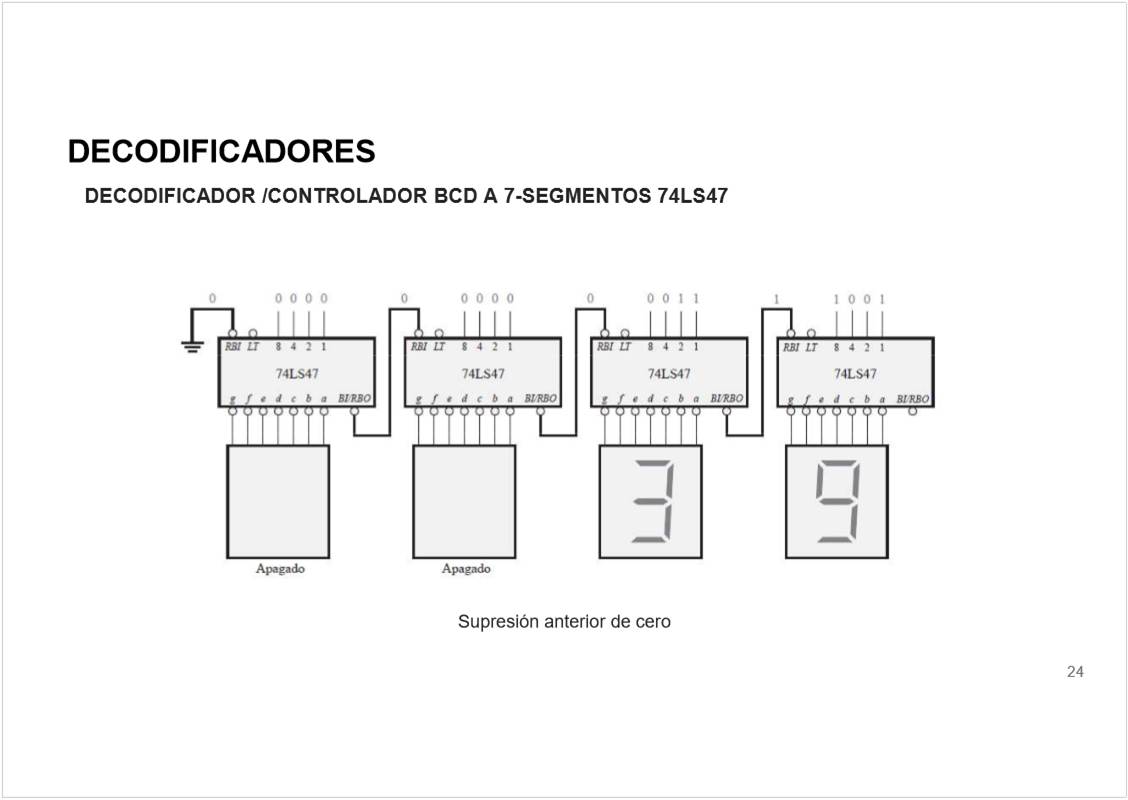 DECODIFICADORES
DECODIFICADOR /CONTROLADOR BCD A 7-SEGMENTOS 74LS47
0 0 0 0 0 0 0 0 0 0 0 0 0 1 1 1 1 0 0 1
RBI LT 8 4 2 1 RBI LT 8 4 2 1 RBI LT 8 4 2 1 RBI LT 8 4 2 1
74LS47 74LS47 74LS47 74LS47
g f e d c b a BI/RBO g f e d c b a BI/RBO g f e d c b a BI/RBO g f e d c b a BI/RBO
3 9
Apagado Apagado
Supresión anterior de cero
24